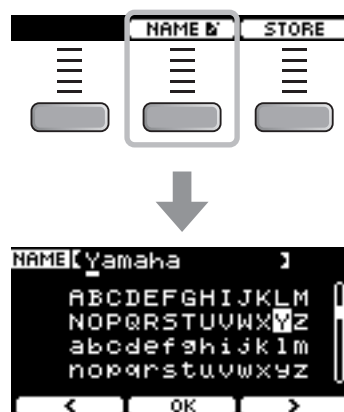 NAME STORE
NAME [Yamaha ]
ABCDEFGHIJKLM
NOPQRSTUVWXYZ
abcdefghijklm
nopqrstuvwxyz
< OK >